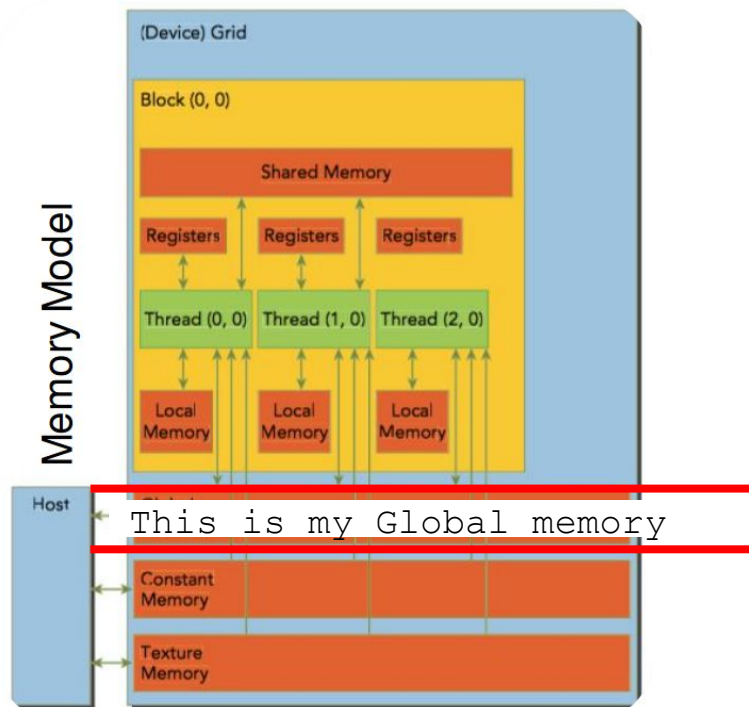 Memory Model
(Device) Grid
Block (0, 0)
Shared Memory
Registers
Registers
Registers
Thread (0, 0)
Thread (1, 0)
Thread (2, 0)
Local
Memory
Local
Memory
Local
Memory
Host
This is my Global memory
Constant
Memory
Texture
Memory